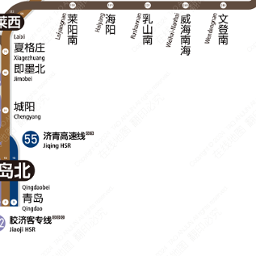 莱西
Laixi
莱阳南
Laiyangnan
海阳
Haiyang
乳山南
Rushannan
威海南海
Weihai Nanhai
文登南
Wendengnan
夏格庄
Xiagezhuang
即墨北
Jimobei
城阳
Chengyang
55 济青高速线
Jiqing HSR
岛北
Qingdaobei
青岛
Qingdao
胶济客专线
Jiaoji HSR